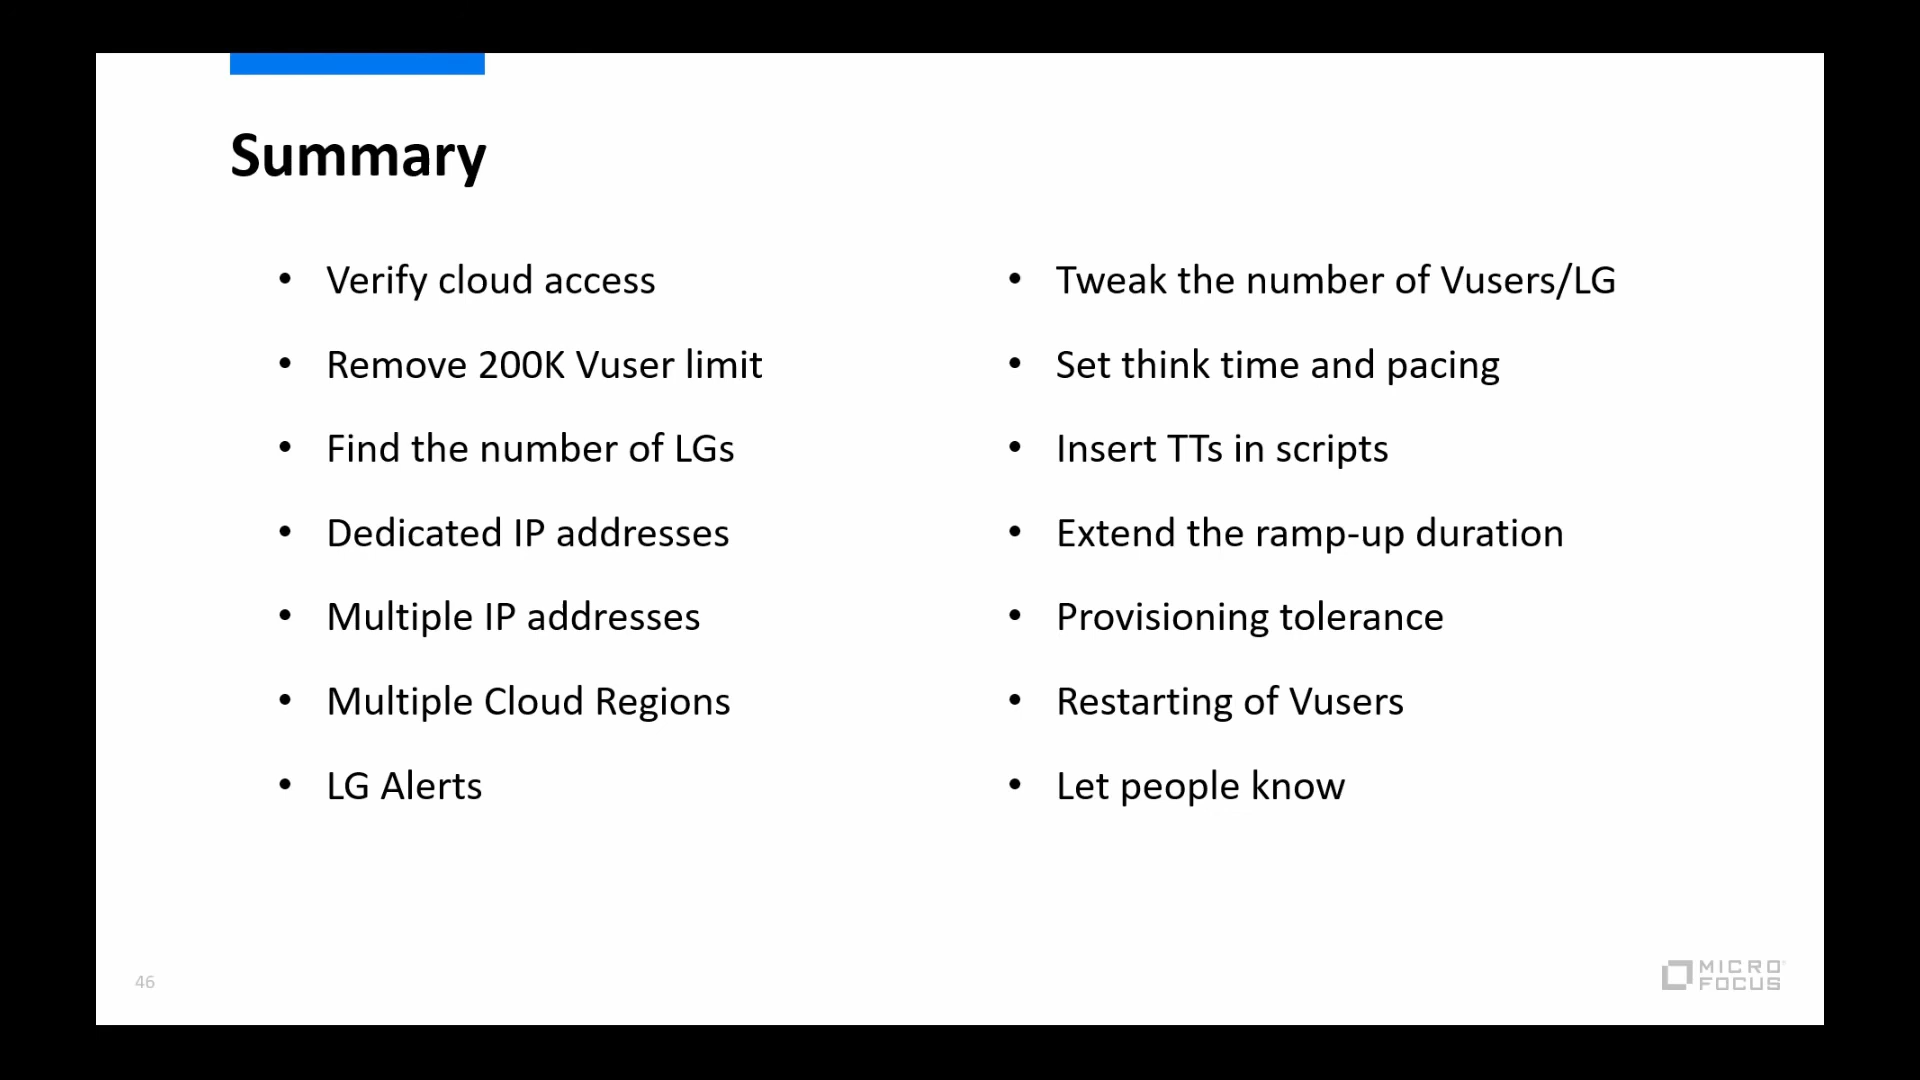 Summary
• Verify cloud access
• Remove 200K Vuser limit
• Find the number of LGs
• Dedicated IP addresses
• Multiple IP addresses
• Multiple Cloud Regions
• LG Alerts
• Tweak the number of Vusers/LG
• Set think time and pacing
• Insert TTs in scripts
• Extend the ramp-up duration
• Provisioning tolerance
• Restarting of Vusers
• Let people know
46
MICRO
FOCUS